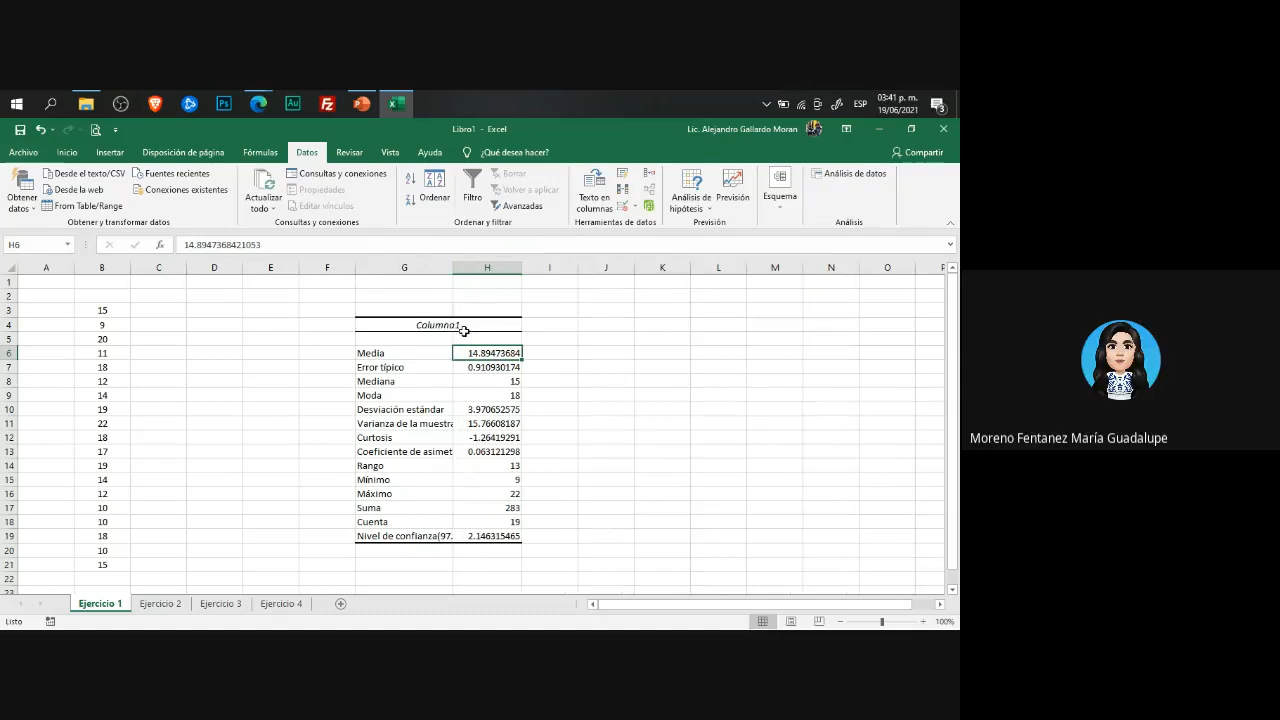 Ps
Au
Fz
ESP
03:41 p. m.
19/06/2021
3
Libro1 - Excel
Lic. Alejandro Gallardo Moran
Archivo Inicio Insertar Disposición de página Fórmulas Datos Revisar Vista Ayuda ¿Qué desea hacer? Compartir
Obtener datos
Desde el texto/CSV
Desde la web
From Table/Range
Fuentes recientes
Conexiones existentes
Obtener y transformar datos
Actualizar todo
Consultas y conexiones
Propiedades
Editar vínculos
Consultas y conexiones
Ordenar
Filtro
Borrar
Volver a aplicar
Avanzadas
Ordenar y filtrar
Texto en columnas
Herramientas de datos
Análisis de hipótesis
Previsión
Previsión
Esquema
Análisis de datos
Análisis
H6 fx 14.8947368421053
A B C D E F G H I J K L M N O P
1
2
3 15
4 9 Columna1
5 20
6 11 Media 14.89473684
7 18 Error típico 0.910930174
8 12 Mediana 15
9 14 Moda 18
10 19 Desviación estándar 3.970652575
11 22 Varianza de la muestra 15.76608187
12 18 Curtosis -1.26419291
13 17 Coeficiente de asimet 0.063121298
14 19 Rango 13
15 14 Mínimo 9
16 12 Máximo 22
17 10 Suma 283
18 10 Cuenta 19
19 18 Nivel de confianza(97. 2.146315465
20 10
21 15
22
23
Ejercicio 1 Ejercicio 2 Ejercicio 3 Ejercicio 4
Listo 100%
Moreno Fentanez María Guadalupe